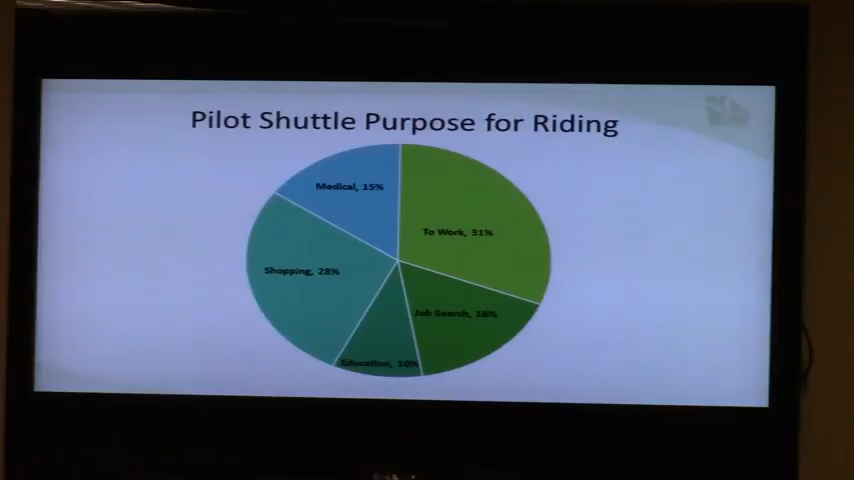 Pilot Shuttle Purpose for Riding
Medical, 15%
To Work, 31%
Shopping, 28%
Job Search, 16%
Education, 10%